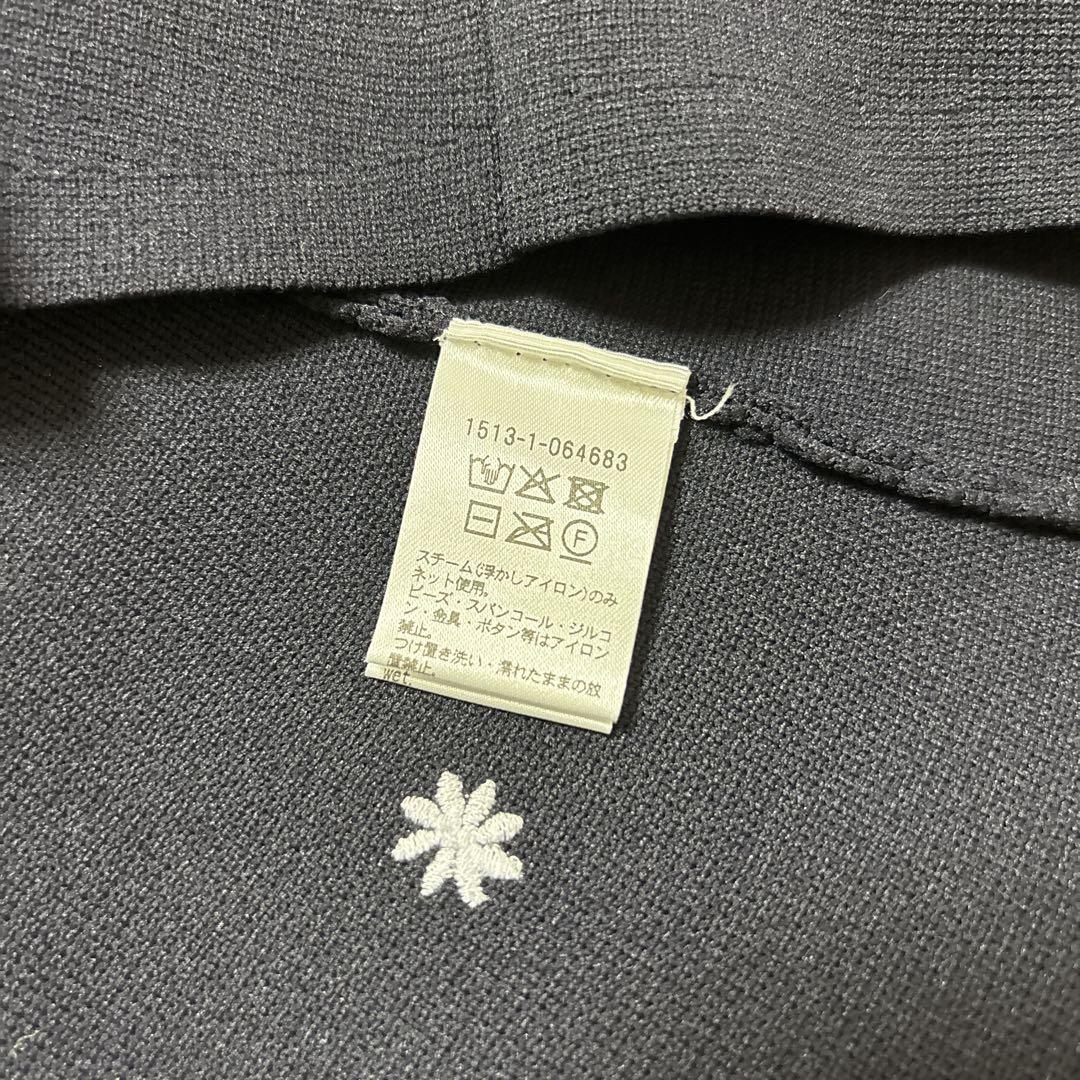 1513-1-064683
F
スチーム(浮かしアイロン)のみ
ネット使用。
ビーズ・スパンコール・ジルコ
ン・金具・ボタン等はアイロン
禁止。
つけ置き洗い・濡れたままの放
置禁止。
wet.